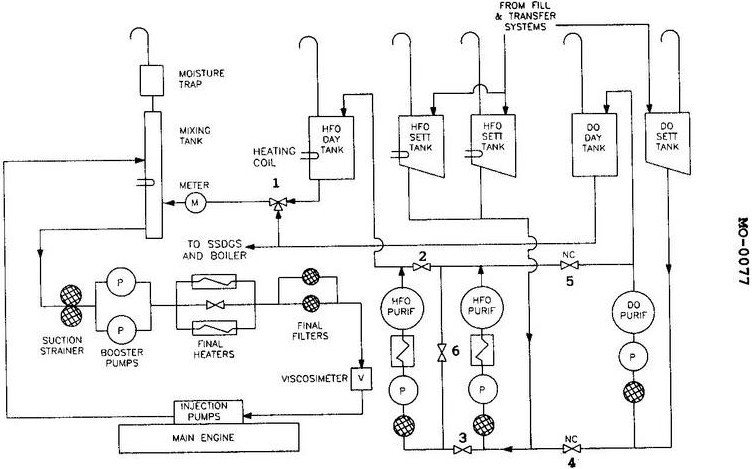 FROM FILL
& TRANSFER
SYSTEMS
MOISTURE
TRAP
MIXING
TANK
HEATING
COIL
HFO
DAY
TANK
HFO
SETT
TANK
HFO
SETT
TANK
DO
DAY
TANK
DO
SETT
TANK
METER
M
1
TO SSDGS
AND BOILER
2
NC
5
P
P
SUCTION
STRAINER
BOOSTER
PUMPS
FINAL
HEATERS
FINAL
FILTERS
HFO
PURIF
HFO
PURIF
DO
PURIF
6
P
P
P
VISCOSIMETER
V
INJECTION
PUMPS
MAIN ENGINE
3
NC
4
MO-0077